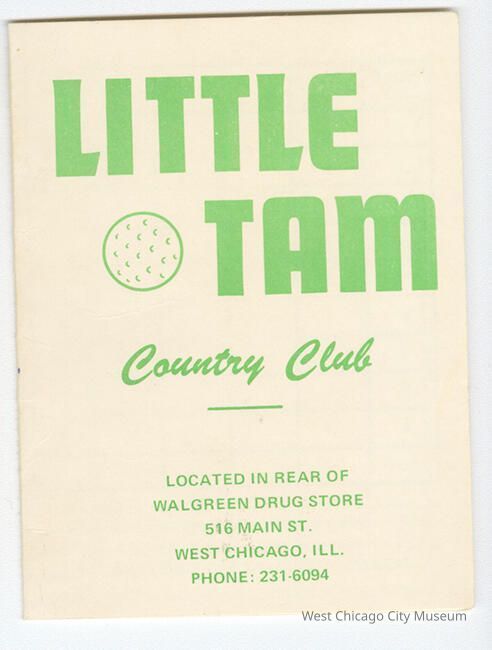 LITTLE
TAM
Country Club
LOCATED IN REAR OF
WALGREEN DRUG STORE
516 MAIN ST.
WEST CHICAGO, ILL.
PHONE: 231-6094
West Chicago City Museum